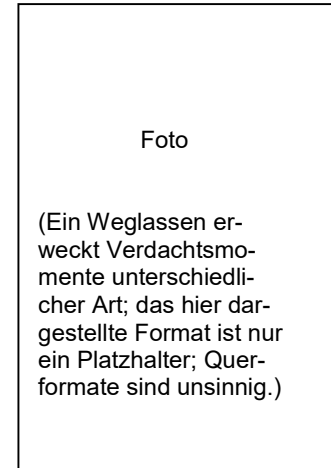 Foto
(Ein Weglassen er-
weckt Verdachtsmo-
mente unterschiedli-
cher Art; das hier dar-
gestellte Format ist nur
ein Platzhalter; Quer-
formate sind unsinnig.)